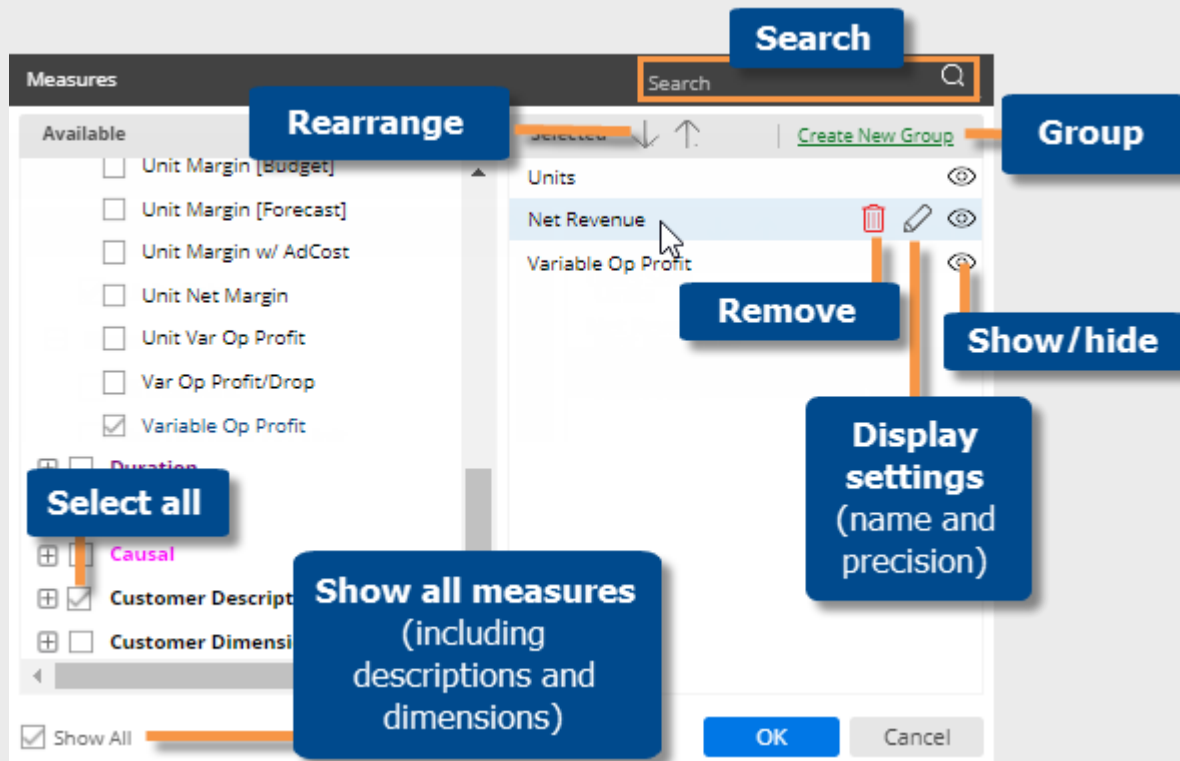 Search
Measures
Search
Rearrange
Available
Selected
Create New Group
Group
Unit Margin [Budget]
Units
Unit Margin [Forecast]
Net Revenue
Unit Margin w/ AdCost
Variable Op Profit
Unit Net Margin
Remove
Unit Var Op Profit
Show/hide
Var Op Profit/Drop
Variable Op Profit
Display
settings
(name and
precision)
Duration
Select all
Causal
Customer Descript
Customer Dimensi
Show all measures
(including
descriptions and
dimensions)
Show All
OK
Cancel